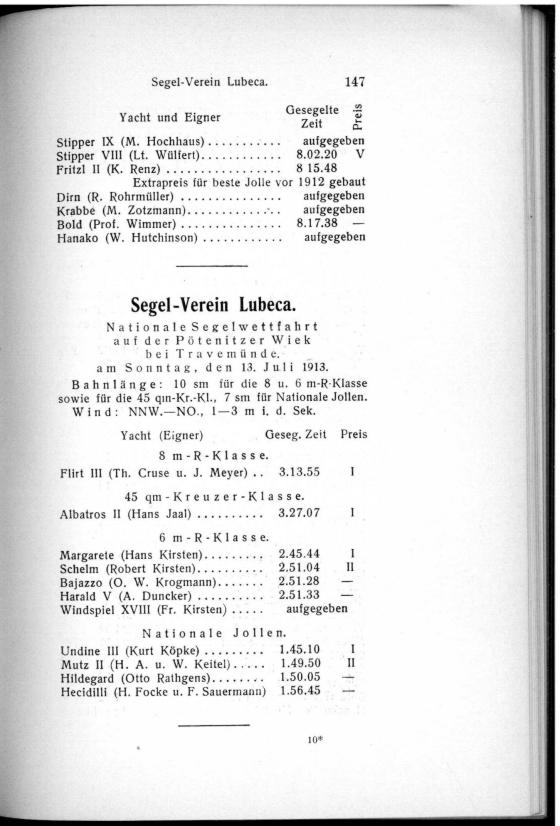 Segel-Verein Lubeca. 147
Yacht und Eigner Gesegelte Zeit Preis
Stipper IX (M. Hochhaus) . . . . . . . . . . . aufgegeben
Stipper VIII (Lt. Wülfert). . . . . . . . . . . . 8.02.20 V
Fritzl II (K. Renz) . . . . . . . . . . . . . . . . . 8 15.48
Extrapreis für beste Jolle vor 1912 gebaut
Dirn (R. Rohrmüller) . . . . . . . . . . . . . . . aufgegeben
Krabbe (M. Zotzmann). . . . . . . . . . . . . . aufgegeben
Bold (Prof. Wimmer) . . . . . . . . . . . . . . . 8.17.38 —
Hanako (W. Hutchinson) . . . . . . . . . . . . aufgegeben
Segel-Verein Lubeca.
Nationale Segelwettfahrt
auf der Pötenitzer Wiek
bei Travemünde.
am Sonntag, den 13. Juli 1913.
Bahnlänge: 10 sm für die 8 u. 6 m-R-Klasse
sowie für die 45 qm-Kr.-Kl., 7 sm für Nationale Jollen.
Wind: NNW.—NO., 1—3 m i. d. Sek.
Yacht (Eigner) Geseg. Zeit Preis
8 m-R-Klasse.
Flirt III (Th. Cruse u. J. Meyer) . . 3.13.55 I
45 qm-Kreuzer-Klasse.
Albatros II (Hans Jaal) . . . . . . . . . . 3.27.07 I
6 m-R-Klasse.
Margarete (Hans Kirsten). . . . . . . . . 2.45.44 I
Schelm (Robert Kirsten). . . . . . . . . . 2.51.04 II
Bajazzo (O. W. Krogmann). . . . . . . 2.51.28 —
Harald V (A. Duncker) . . . . . . . . . . 2.51.33 —
Windspiel XVIII (Fr. Kirsten) . . . . . aufgegeben
Nationale Jollen.
Undine III (Kurt Köpke) . . . . . . . . . 1.45.10 I
Mutz II (H. A. u. W. Keitel) . . . . . 1.49.50 II
Hildegard (Otto Rathgens). . . . . . . . 1.50.05 —
Hecidilli (H. Focke u. F. Sauermann) 1.56.45 —
10*